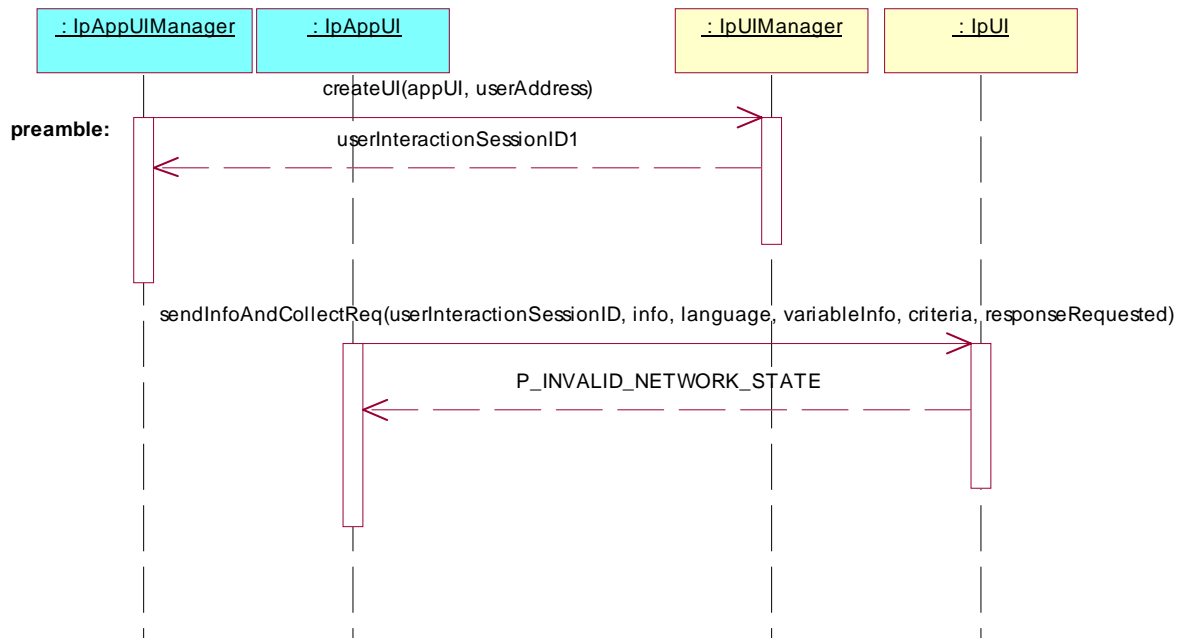 : IpAppUIManager
: IpAppUI
: IpUIManager
: IpUI
createUI(appUI, userAddress)
preamble:
userInteractionSessionID1
sendInfoAndCollectReq(userInteractionSessionID, info, language, variableInfo, criteria, responseRequested)
P_INVALID_NETWORK_STATE